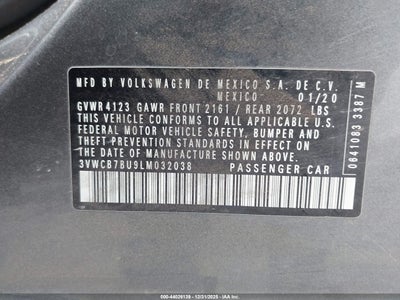 MFD BY VOLKSWAGEN DE MEXICO S.A. DE C.V.
MEXICO 01/20
GVWR 4123 GAWR FRONT 2161 / REAR 2072 LBS
THIS VEHICLE CONFORMS TO ALL APPLICABLE U.S.
FEDERAL MOTOR VEHICLE SAFETY, BUMPER AND
THEFT PREVENTION STANDARDS IN EFFECT ON
THE DATE OF MANUFACTURE SHOWN ABOVE.
3VWCB7BU9LM032038 PASSENGER CAR
0641083 3387 M
000-44029139 - 12/31/2025 - IAA Inc.